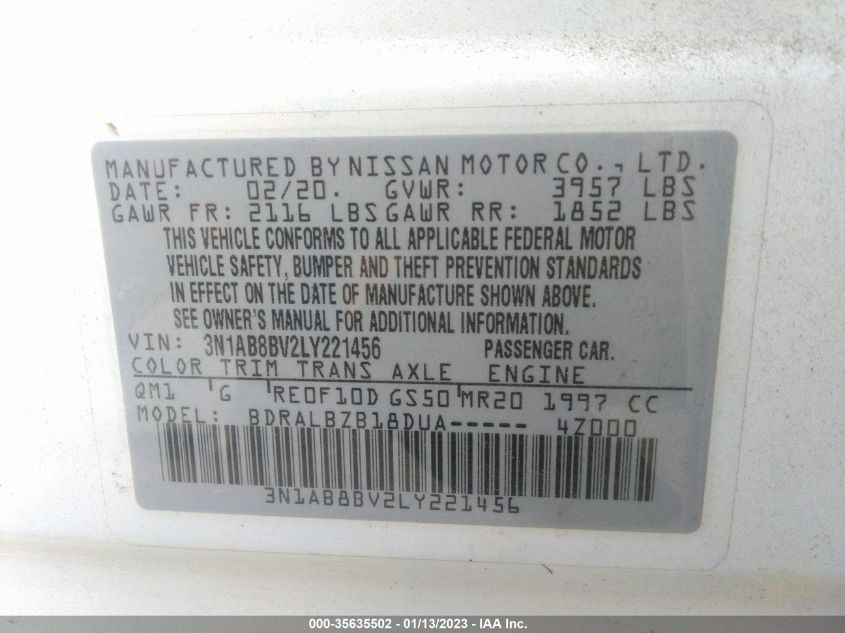 MANUFACTURED BY NISSAN MOTOR CO., LTD.
DATE: 02/20. GVWR: 3957 LBS
GAWR FR: 2116 LBS GAWR RR: 1852 LBS
THIS VEHICLE CONFORMS TO ALL APPLICABLE FEDERAL MOTOR
VEHICLE SAFETY, BUMPER AND THEFT PREVENTION STANDARDS
IN EFFECT ON THE DATE OF MANUFACTURE SHOWN ABOVE.
SEE OWNER'S MANUAL FOR ADDITIONAL INFORMATION.
VIN: 3N1AB8BV2LY221456 PASSENGER CAR.
COLOR TRIM TRANS AXLE ENGINE
QM1 G RE0F10D GS50 MR20 1997 CC
MODEL: BDRALBZB18DUA----- 4Z000
3N1AB8BV2LY221456
000-35635502 - 01/13/2023 - IAA Inc.